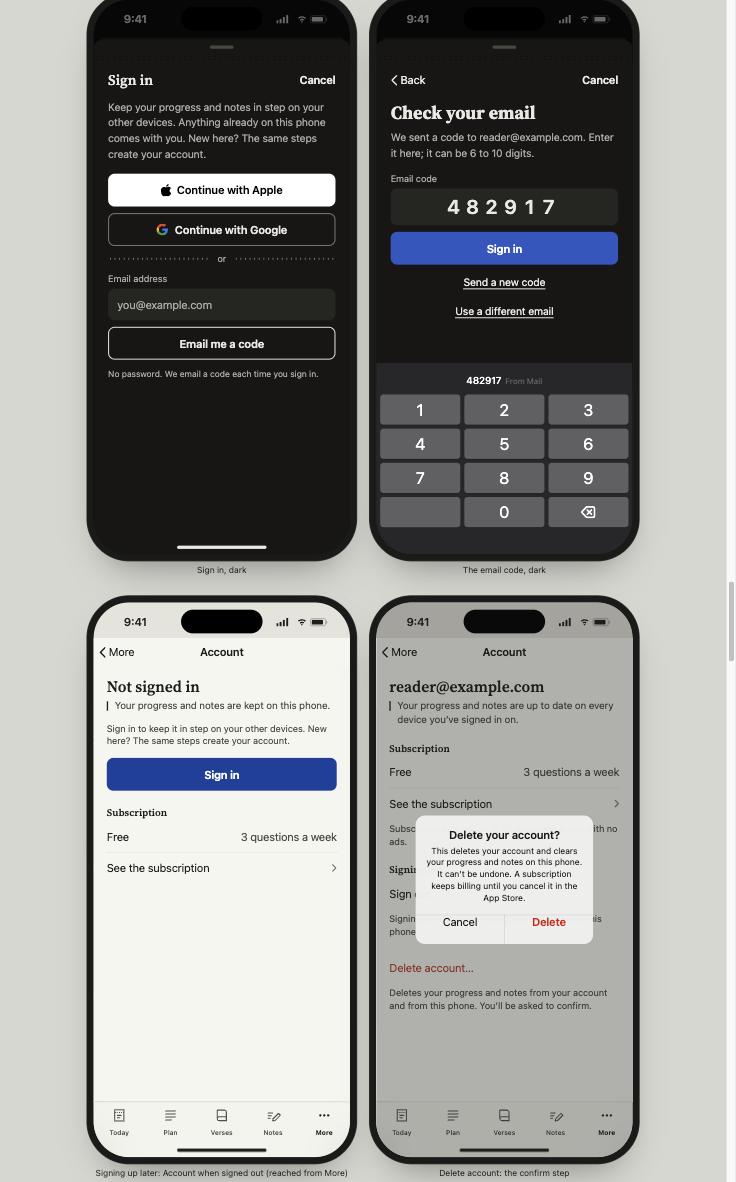 9:41
Sign in
Cancel
Keep your progress and notes in step on your
other devices. Anything already on this phone
comes with you. New here? The same steps
create your account.
Continue with Apple
Continue with Google
or
Email address
you@example.com
Email me a code
No password. We email a code each time you sign in.
Sign in, dark
9:41
Back
Cancel
Check your email
We sent a code to reader@example.com. Enter
it here; it can be 6 to 10 digits.
Email code
482917
Sign in
Send a new code
Use a different email
482917 From Mail
1 2 3
4 5 6
7 8 9
0
The email code, dark
9:41
More
Account
Not signed in
Your progress and notes are kept on this phone.
Sign in to keep it in step on your other devices. New
here? The same steps create your account.
Sign in
Subscription
Free
3 questions a week
See the subscription
Today
Plan
Verses
Notes
More
Signing up later: Account when signed out (reached from More)
9:41
More
Account
reader@example.com
Your progress and notes are up to date on every
device you've signed in on.
Subscription
Free
3 questions a week
See the subscription
no
ads.
Delete your account?
This deletes your account and clears
your progress and notes on this phone.
It can't be undone. A subscription
keeps billing until you cancel it in the
App Store.
Cancel
Delete
Sign
phone
Delete account...
Deletes your progress and notes from your account
and from this phone. You'll be asked to confirm.
Today
Plan
Verses
Notes
More
Delete account: the confirm step